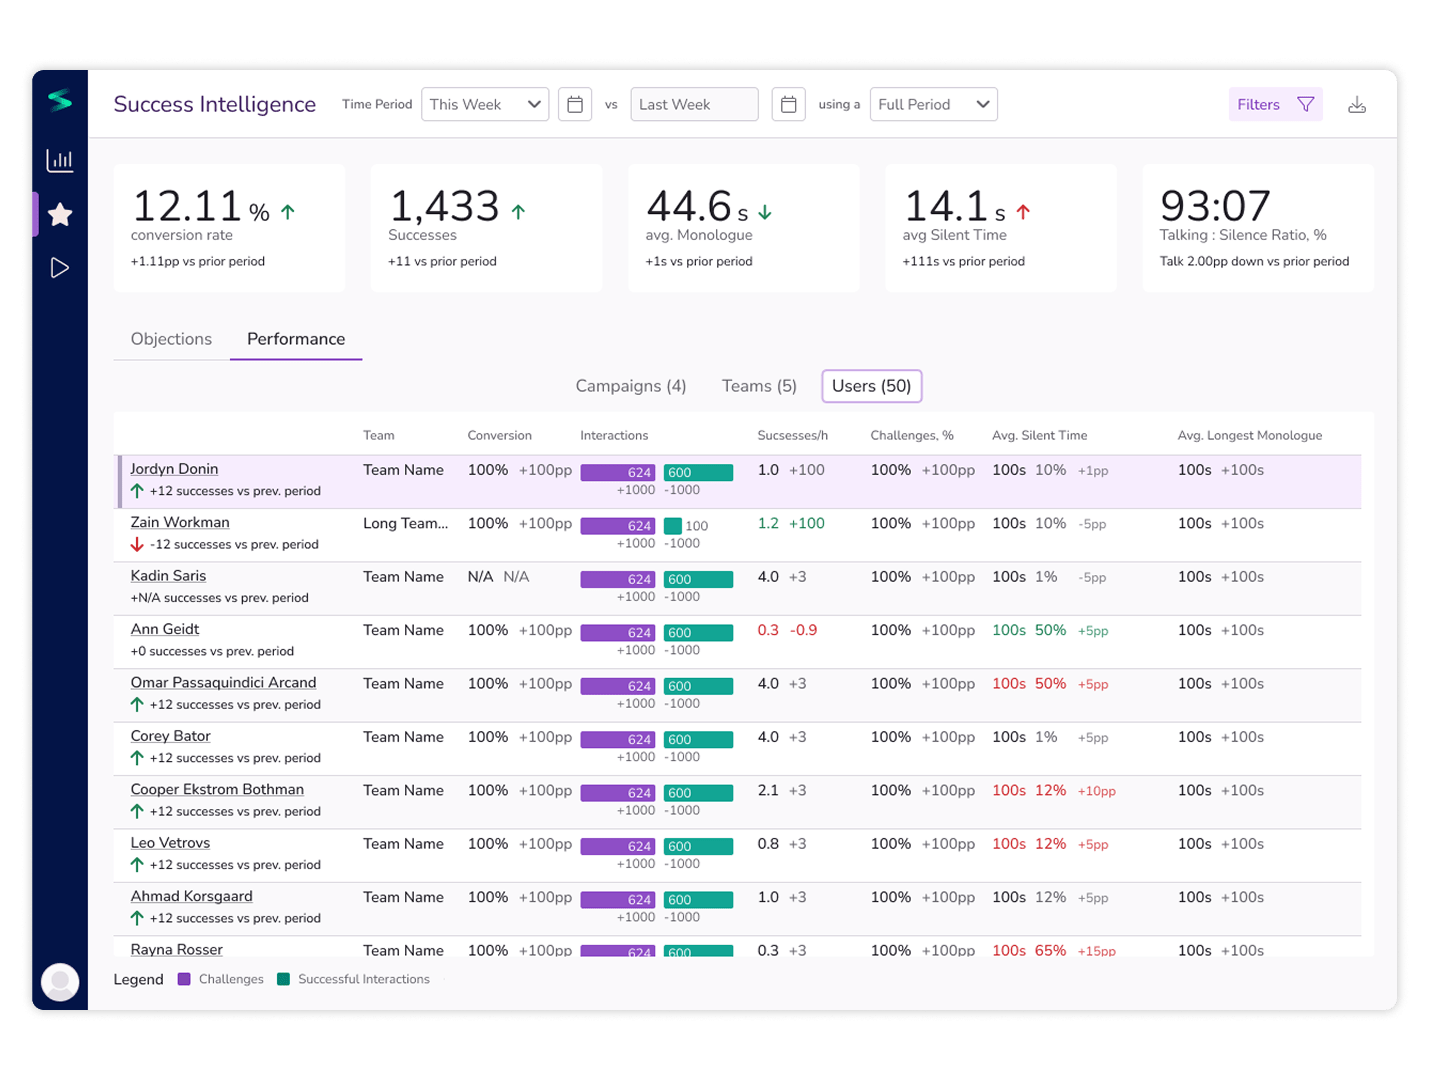 Success Intelligence Time Period This Week vs Last Week using a Full Period Filters
12.11 % 1,433 44.6 s 14.1 s 93:07
conversion rate Successes avg. Monologue avg Silent Time Talking : Silence Ratio, %
+1.11pp vs prior period +11 vs prior period +1s vs prior period +111s vs prior period Talk 2.00pp down vs prior period
Objections Performance
Campaigns (4) Teams (5) Users (50)
Team Conversion Interactions Sucsesses/h Challenges, % Avg. Silent Time Avg. Longest Monologue
Jordyn Donin Team Name 100% +100pp 624 600 1.0 +100 100% +100pp 100s 10% +1pp 100s +100s
+12 successes vs prev. period +1000 -1000
Zain Workman Long Team... 100% +100pp 624 100 1.2 +100 100% +100pp 100s 10% -5pp 100s +100s
-12 successes vs prev. period +1000 -1000
Kadin Saris Team Name N/A N/A 624 600 4.0 +3 100% +100pp 100s 1% -5pp 100s +100s
+N/A successes vs prev. period +1000 -1000
Ann Geidt Team Name 100% +100pp 624 600 0.3 -0.9 100% +100pp 100s 50% +5pp 100s +100s
+0 successes vs prev. period +1000 -1000
Omar Passaquindici Arcand Team Name 100% +100pp 624 600 4.0 +3 100% +100pp 100s 50% +5pp 100s +100s
+12 successes vs prev. period +1000 -1000
Corey Bator Team Name 100% +100pp 624 600 4.0 +3 100% +100pp 100s 1% +5pp 100s +100s
+12 successes vs prev. period +1000 -1000
Cooper Ekstrom Bothman Team Name 100% +100pp 624 600 2.1 +3 100% +100pp 100s 12% +10pp 100s +100s
+12 successes vs prev. period +1000 -1000
Leo Vetrovs Team Name 100% +100pp 624 600 0.8 +3 100% +100pp 100s 12% +5pp 100s +100s
+12 successes vs prev. period +1000 -1000
Ahmad Korsgaard Team Name 100% +100pp 624 600 1.0 +3 100% +100pp 100s 12% +5pp 100s +100s
+12 successes vs prev. period +1000 -1000
Rayna Rosser Team Name 100% +100pp 624 600 0.3 +3 100% +100pp 100s 65% +15pp 100s +100s
Legend Challenges Successful Interactions